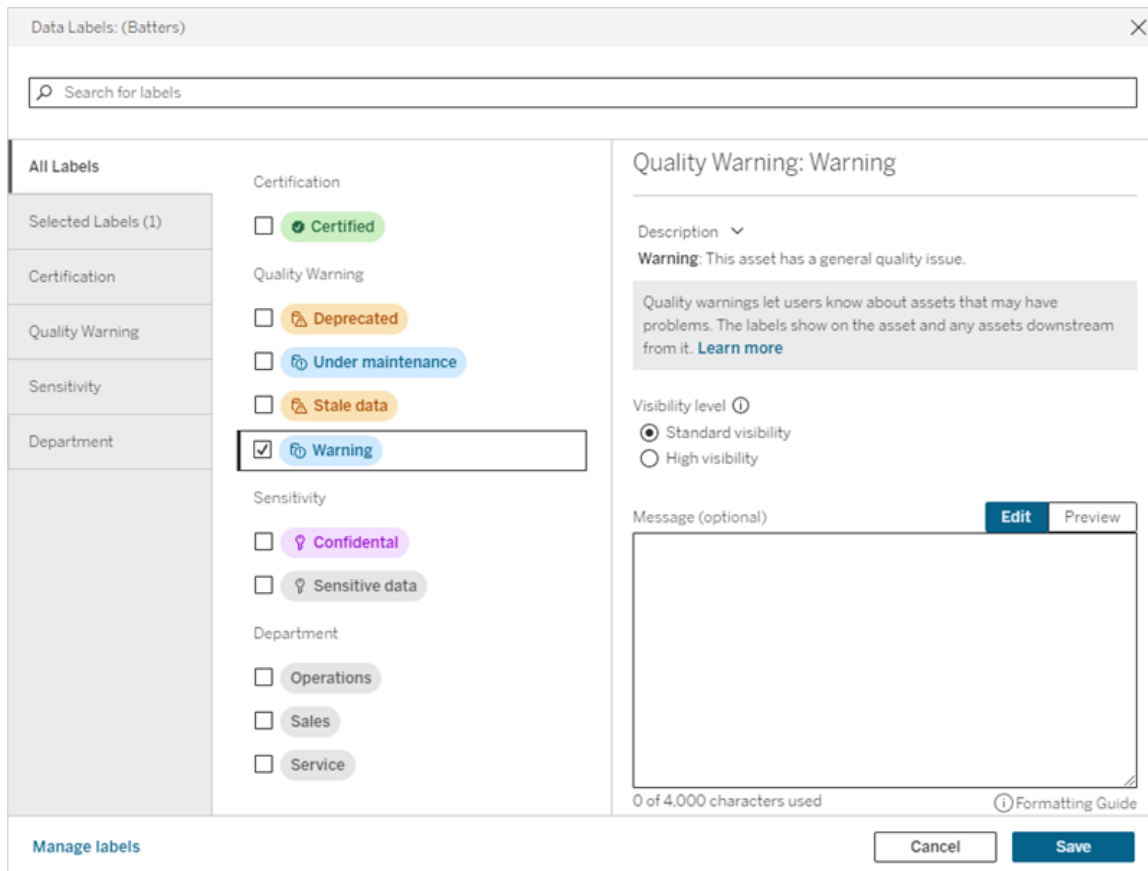 Data Labels: (Batters)
Search for labels
All Labels
Selected Labels (1)
Certification
Quality Warning
Sensitivity
Department
Certification
Certified
Quality Warning
Deprecated
Under maintenance
Stale data
Warning
Sensitivity
Confidental
Sensitive data
Department
Operations
Sales
Service
Quality Warning: Warning
Description
Warning: This asset has a general quality issue.
Quality warnings let users know about assets that may have
problems. The labels show on the asset and any assets downstream
from it. Learn more
Visibility level
Standard visibility
High visibility
Message (optional)
Edit
Preview
0 of 4,000 characters used
Formatting Guide
Manage labels
Cancel
Save